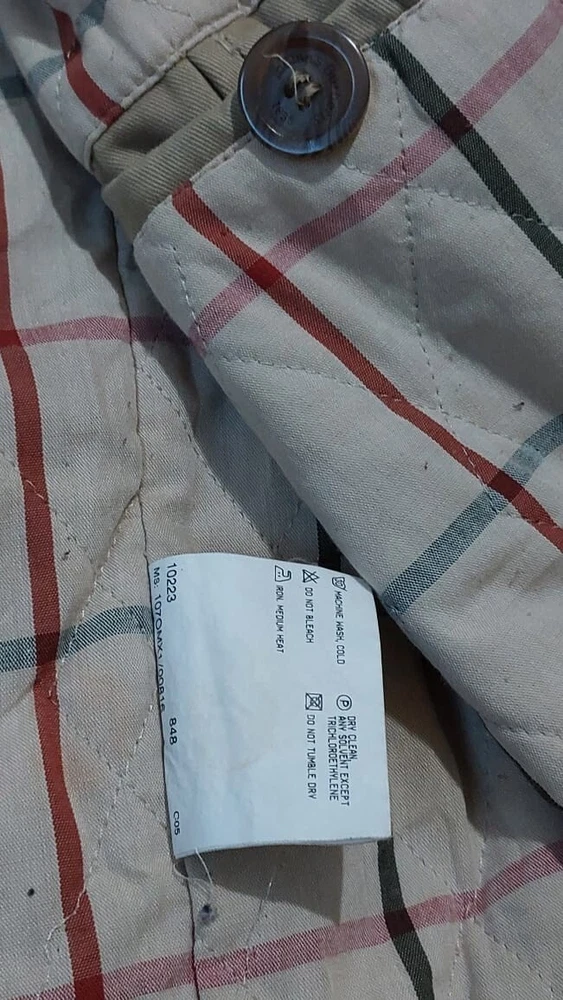 10223
848
C05
MACHINE WASH, COLD
DO NOT BLEACH
IRON, MEDIUM HEAT
P
DRY CLEAN,
ANY SOLVENT EXCEPT
TRICHLOROETHYLENE
DO NOT TUMBLE DRY